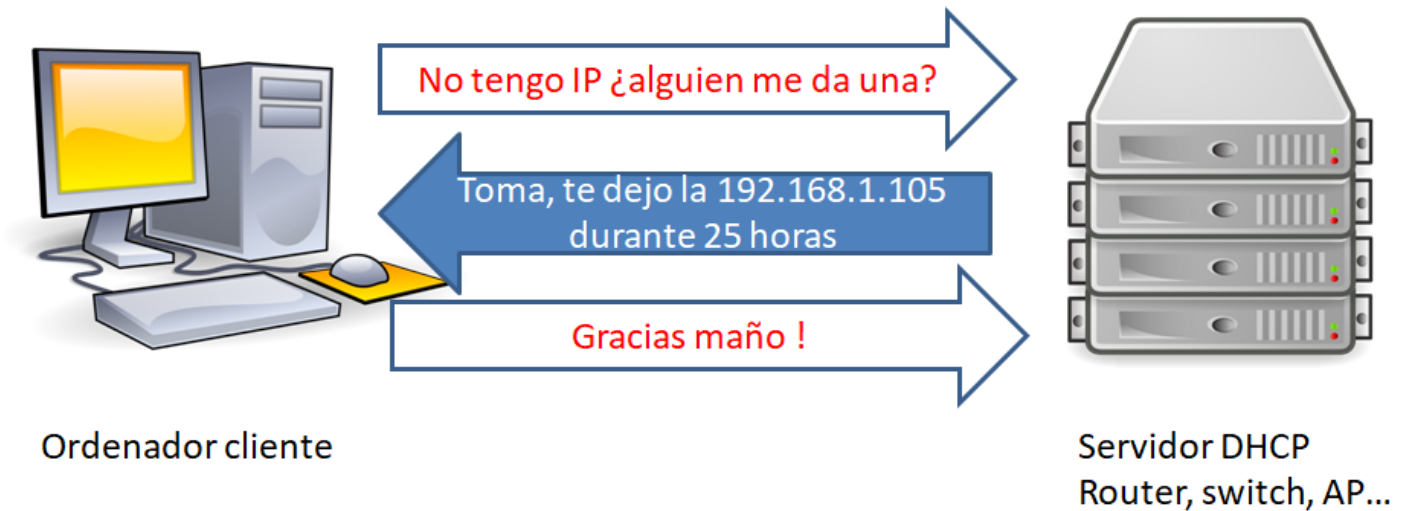 No tengo IP ¿alguien me da una?
Toma, te dejo la 192.168.1.105
durante 25 horas
Gracias maño !
Ordenador cliente
Servidor DHCP
Router, switch, AP...